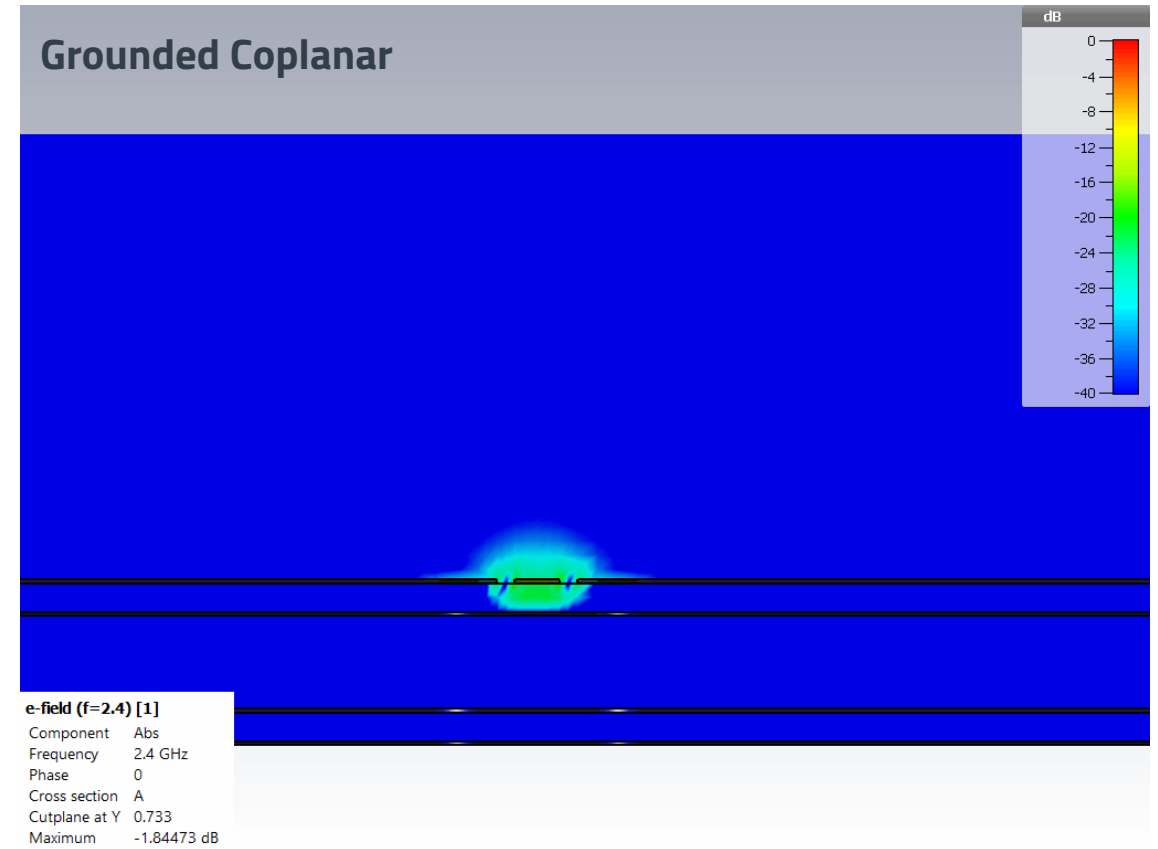 Grounded Coplanar
dB
0
-4
-8
-12
-16
-20
-24
-28
-32
-36
-40
e-field (f=2.4) [1]
Component Abs
Frequency 2.4 GHz
Phase 0
Cross section A
Cutplane at Y 0.733
Maximum -1.84473 dB